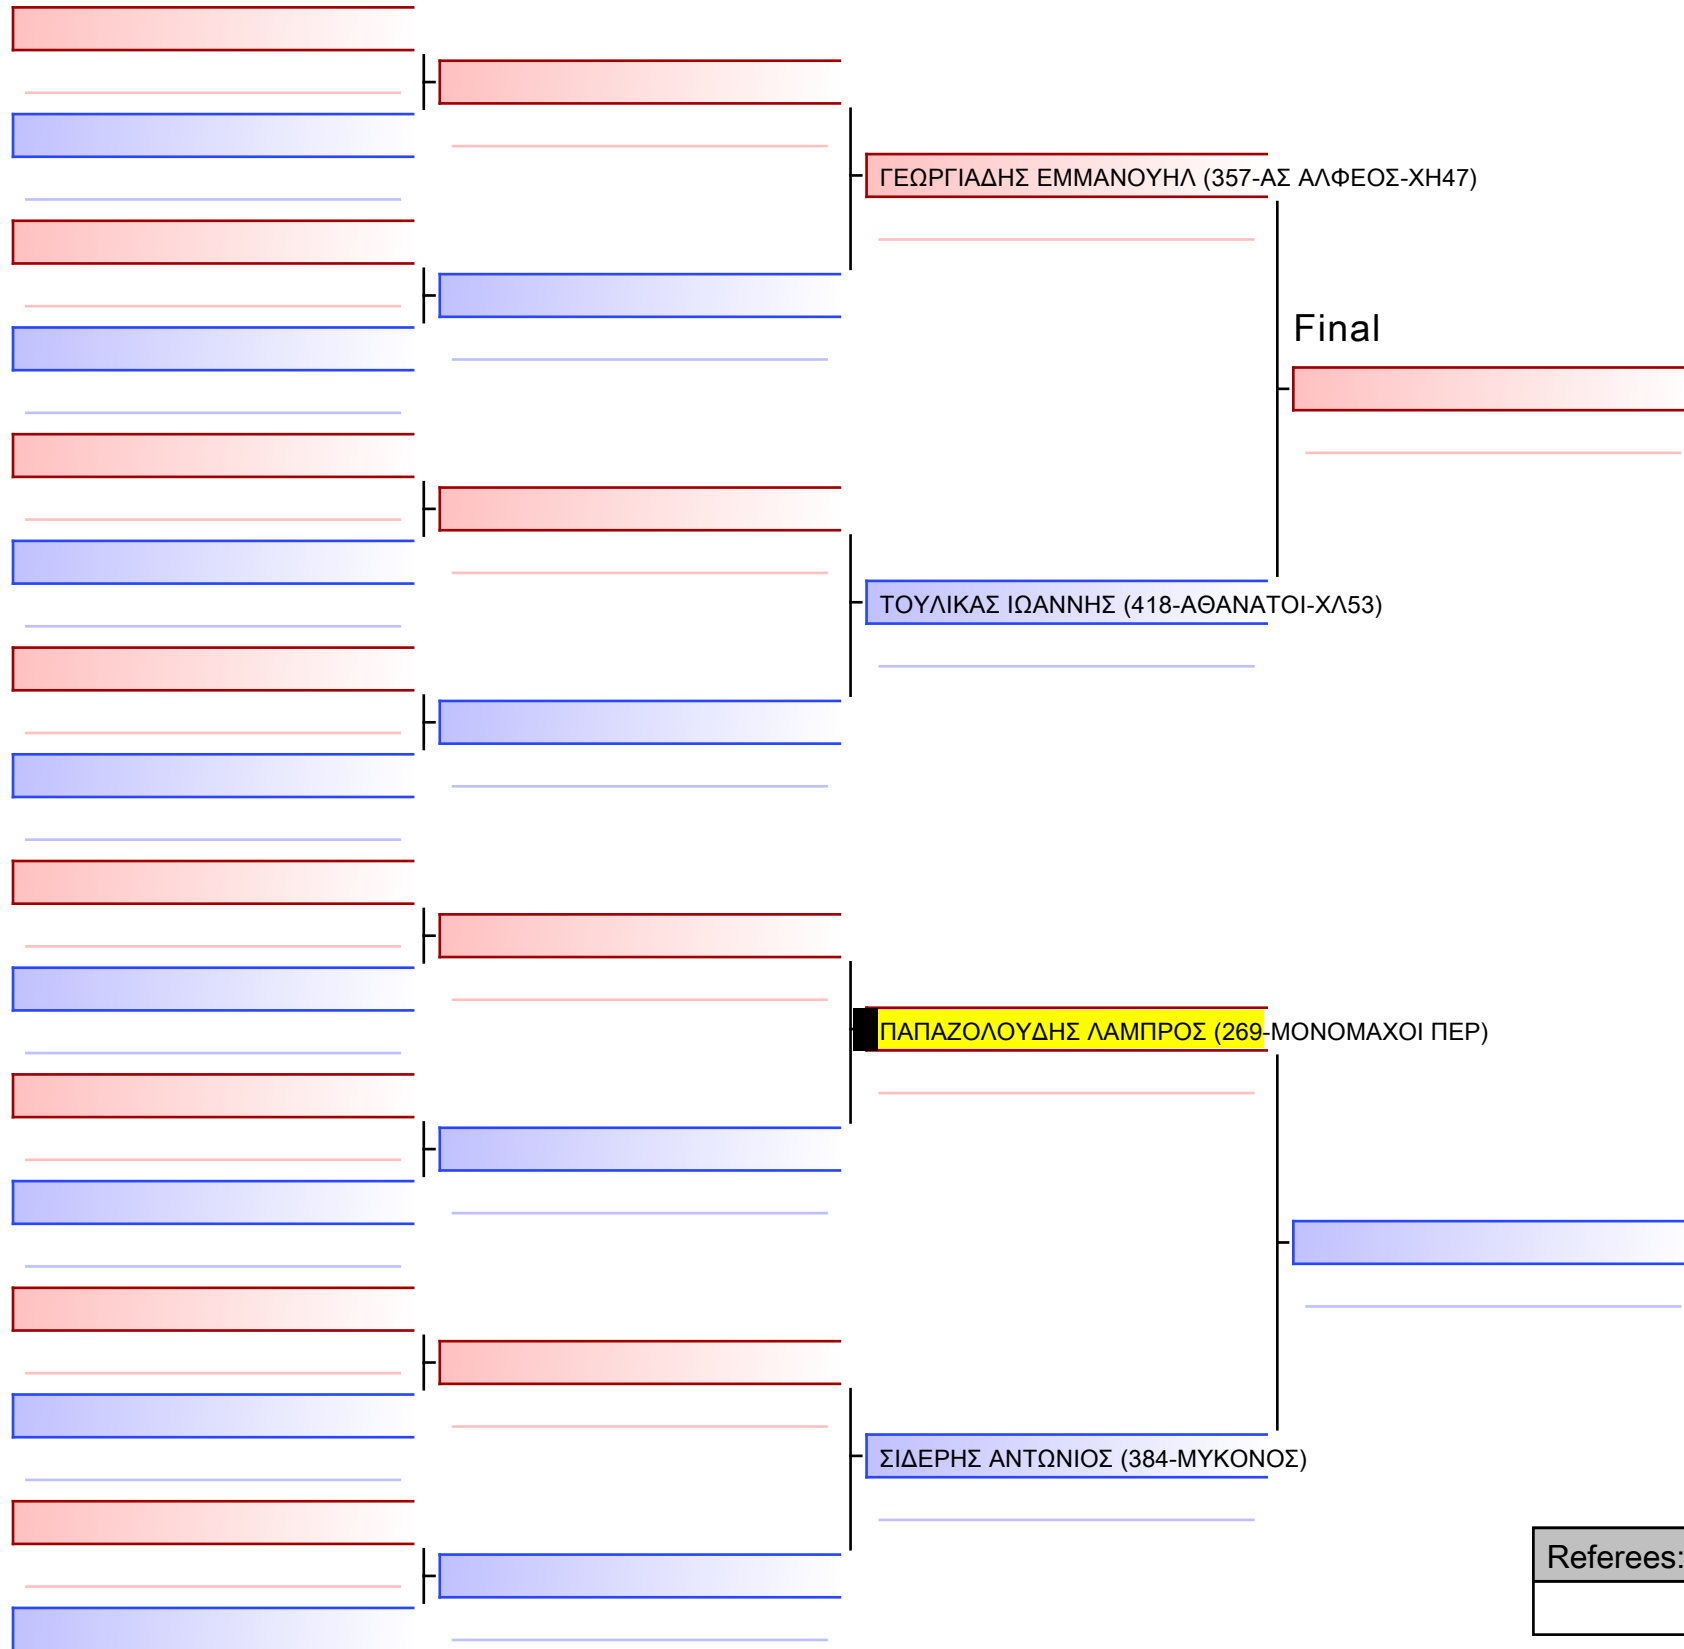 ΓΕΩΡΓΙΑΔΗΣ ΕΜΜΑΝΟΥΗΛ (357-ΑΣ ΑΛΦΕΟΣ-ΧΗ47)
Final
ΤΟΥΛΙΚΑΣ ΙΩΑΝΝΗΣ (418-ΑΘΑΝΑΤΟΙ-ΧΛ53)
ΠΑΠΑΖΟΛΟΥΔΗΣ ΛΑΜΠΡΟΣ (269-ΜΟΝΟΜΑΧΟΙ ΠΕΡ)
ΣΙΔΕΡΗΣ ΑΝΤΩΝΙΟΣ (384-ΜΥΚΟΝΟΣ)
Referees: